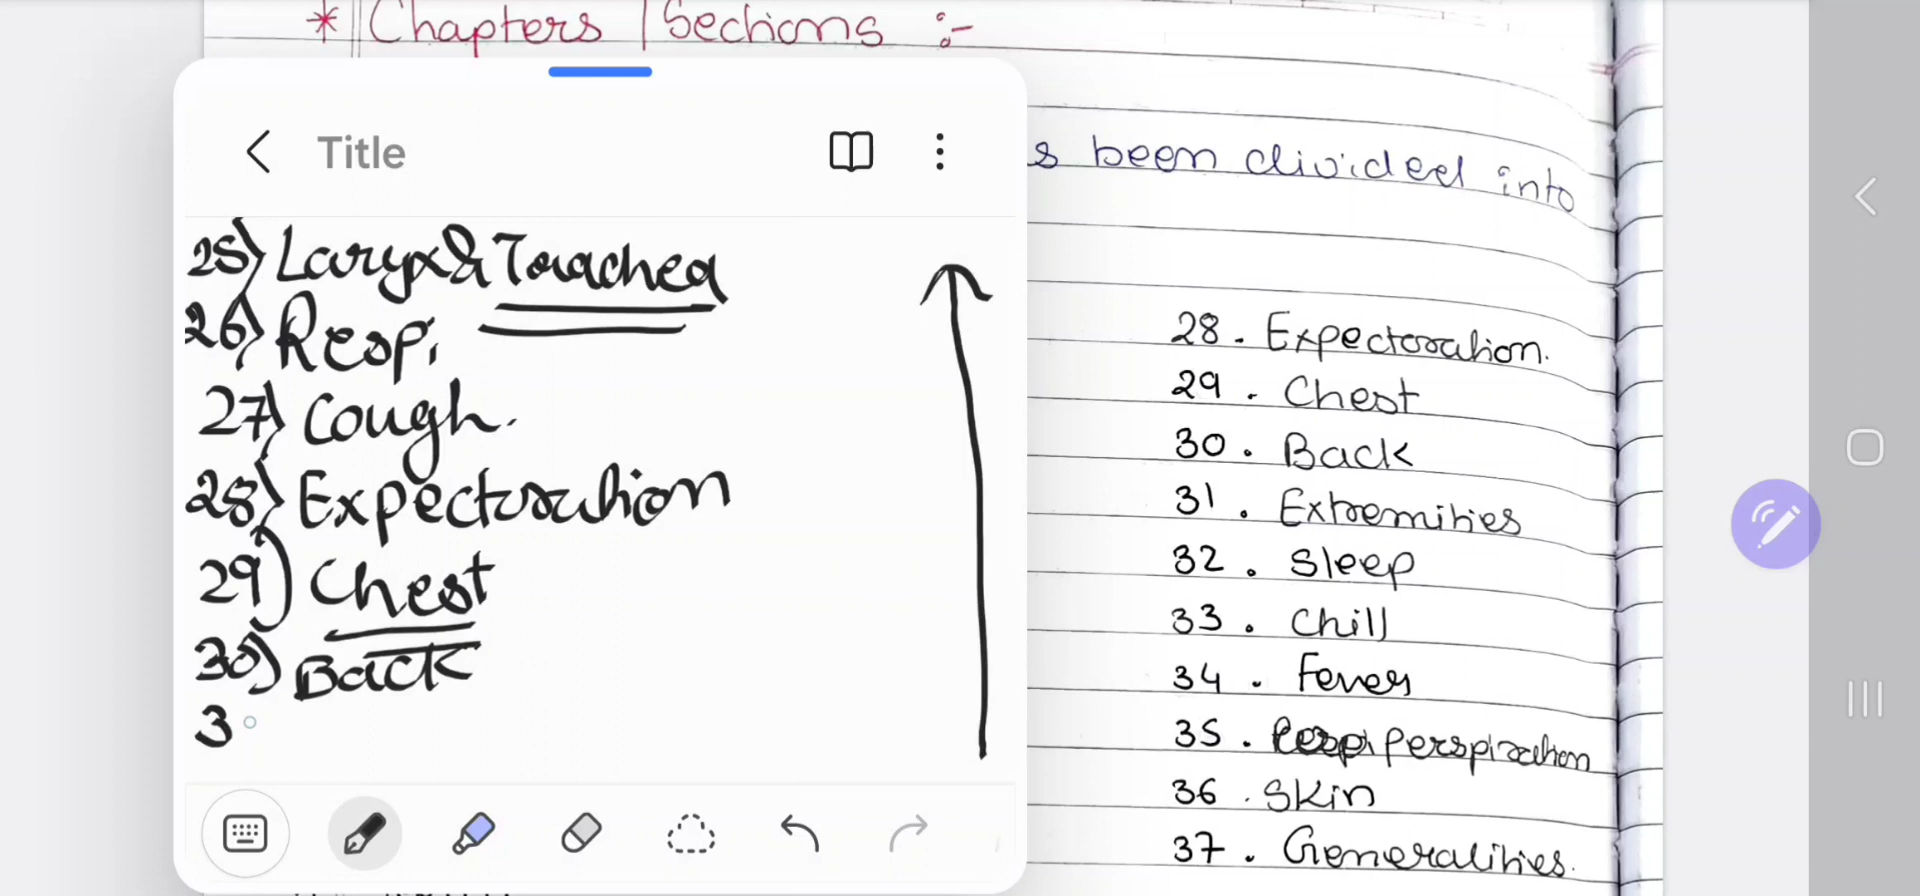 * Chapters / Sections :-
Title
s been divided into
25) Laryx & Trachea
26) Resp.
27) Cough.
28) Expectoration
29) Chest
30) Back
3
28. Expectoration.
29. Chest
30. Back
31. Extremities
32. Sleep
33. Chill
34. Fever
35. Perspiration
36. Skin
37. Generalities.